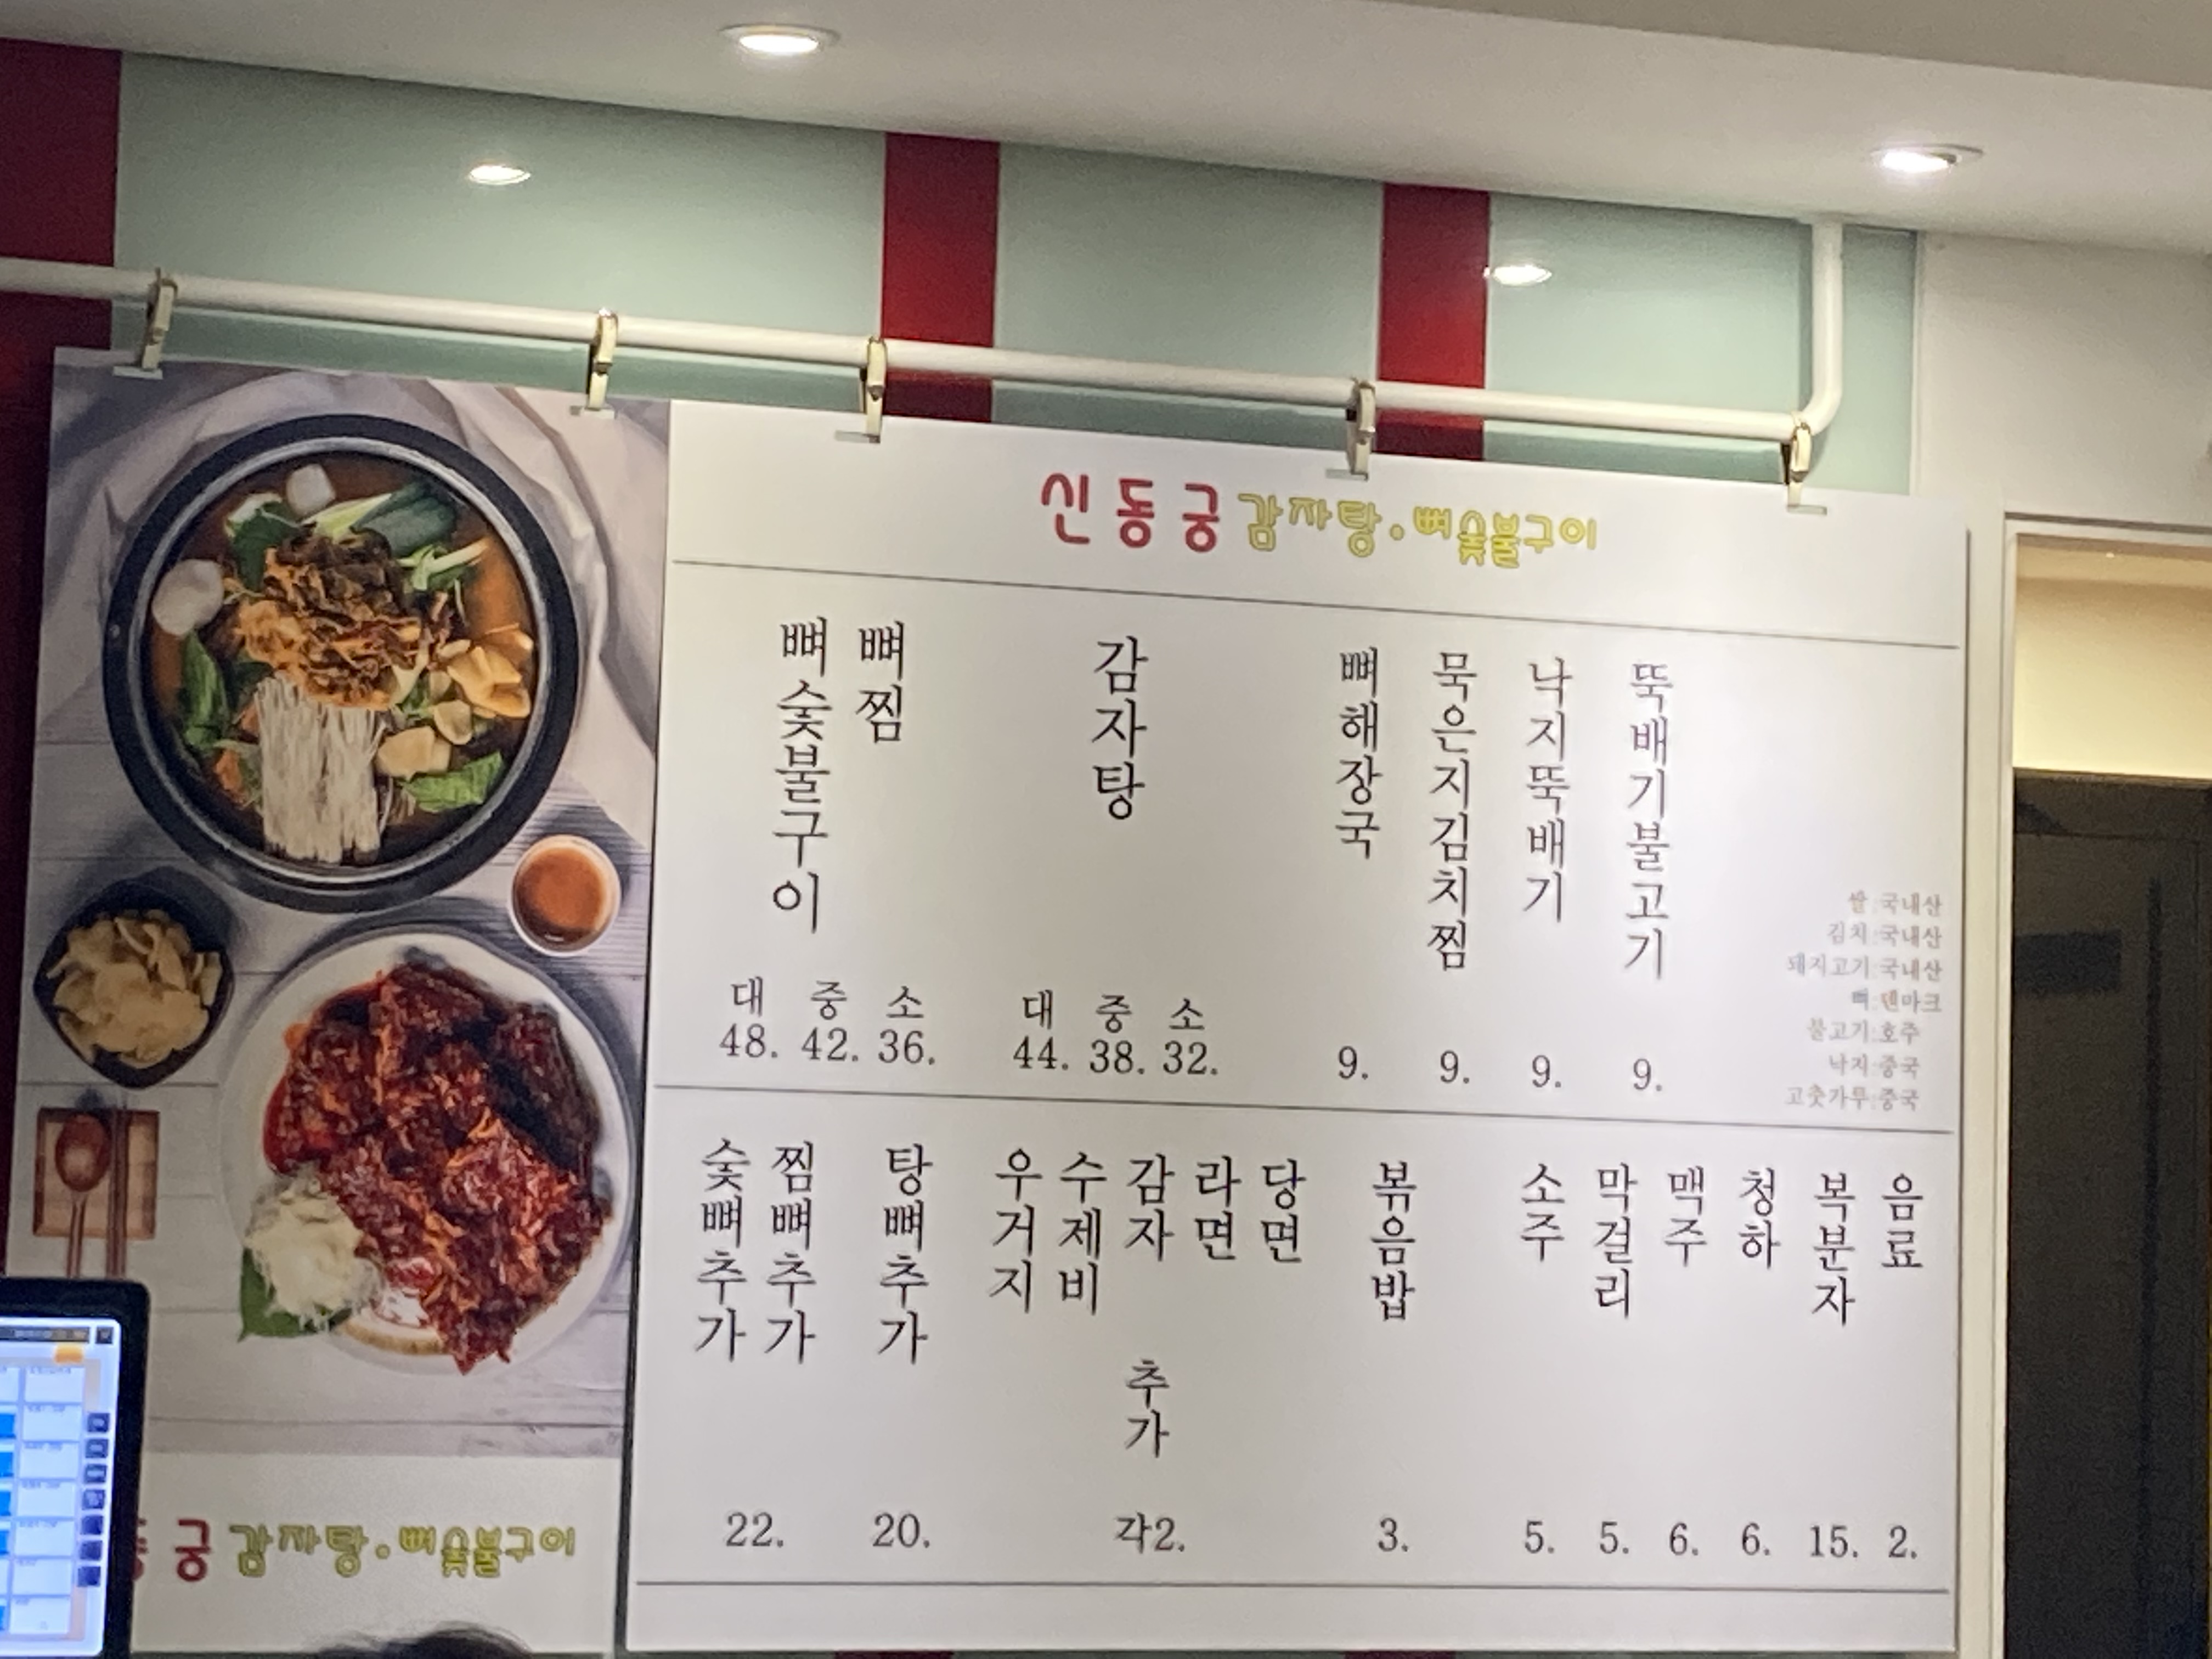 신동궁 감자탕·뼈숯불구이
뼈숯불구이
뼈찜
대 중 소
48. 42. 36.
감자탕
대 중 소
44. 38. 32.
뼈해장국
9.
묵은지김치찜
9.
낙지뚝배기
9.
뚝배기불고기
9.
쌀:국내산
김치:국내산
돼지고기:국내산
뼈:덴마크
불고기:호주
낙지:중국
고춧가루:중국
숯뼈추가
찜뼈추가
22.
탕뼈추가
20.
우거지
수제비
감자
라면
당면
추가
각2.
볶음밥
3.
소주
5.
막걸리
5.
맥주
6.
청하
6.
복분자
15.
음료
2.
궁 감자탕·뼈숯불구이